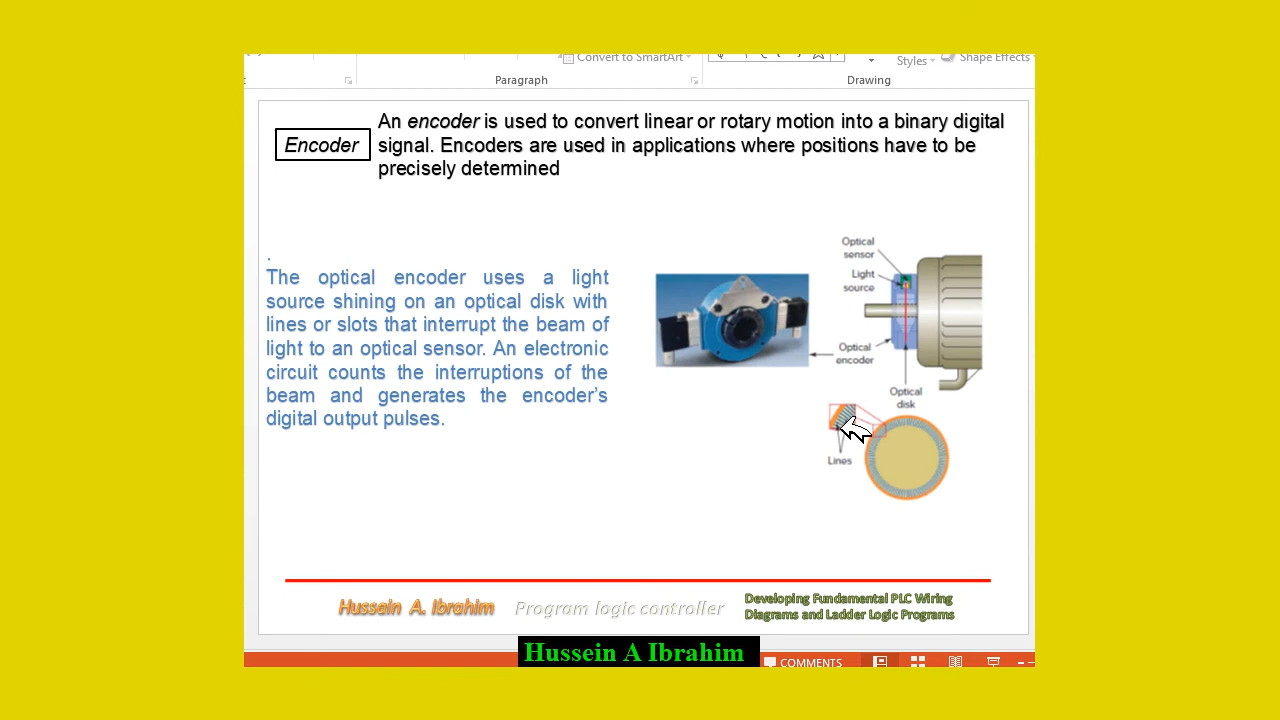 Convert to SmartArt
Styles
Shape Effects
Paragraph
Drawing
Encoder
An encoder is used to convert linear or rotary motion into a binary digital
signal. Encoders are used in applications where positions have to be
precisely determined
.
The optical encoder uses a light
source shining on an optical disk with
lines or slots that interrupt the beam of
light to an optical sensor. An electronic
circuit counts the interruptions of the
beam and generates the encoder’s
digital output pulses.
Optical
sensor
Light
source
Optical
encoder
Optical
disk
Lines
Hussein A. Ibrahim
Program logic controller
Developing Fundamental PLC Wiring
Diagrams and Ladder Logic Programs
Hussein A Ibrahim
COMMENTS